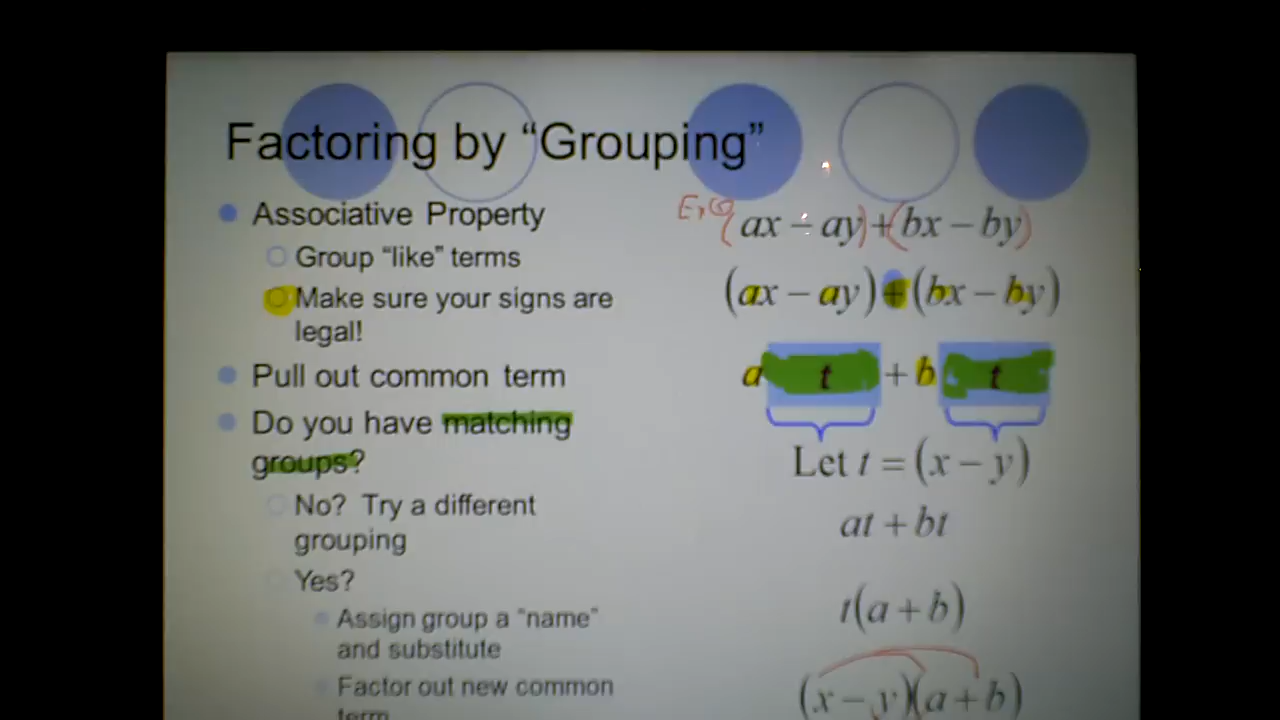 Factoring by “Grouping”
Associative Property
Group “like” terms
Make sure your signs are
legal!
Pull out common term
Do you have matching
groups?
No? Try a different
grouping
Yes?
Assign group a “name”
and substitute
Factor out new common
term
(ax – ay)+(bx – by)
(ax – ay)+(bx – by)
a t + b t
Let t = (x – y)
at + bt
t(a + b)
(x – y)(a + b)